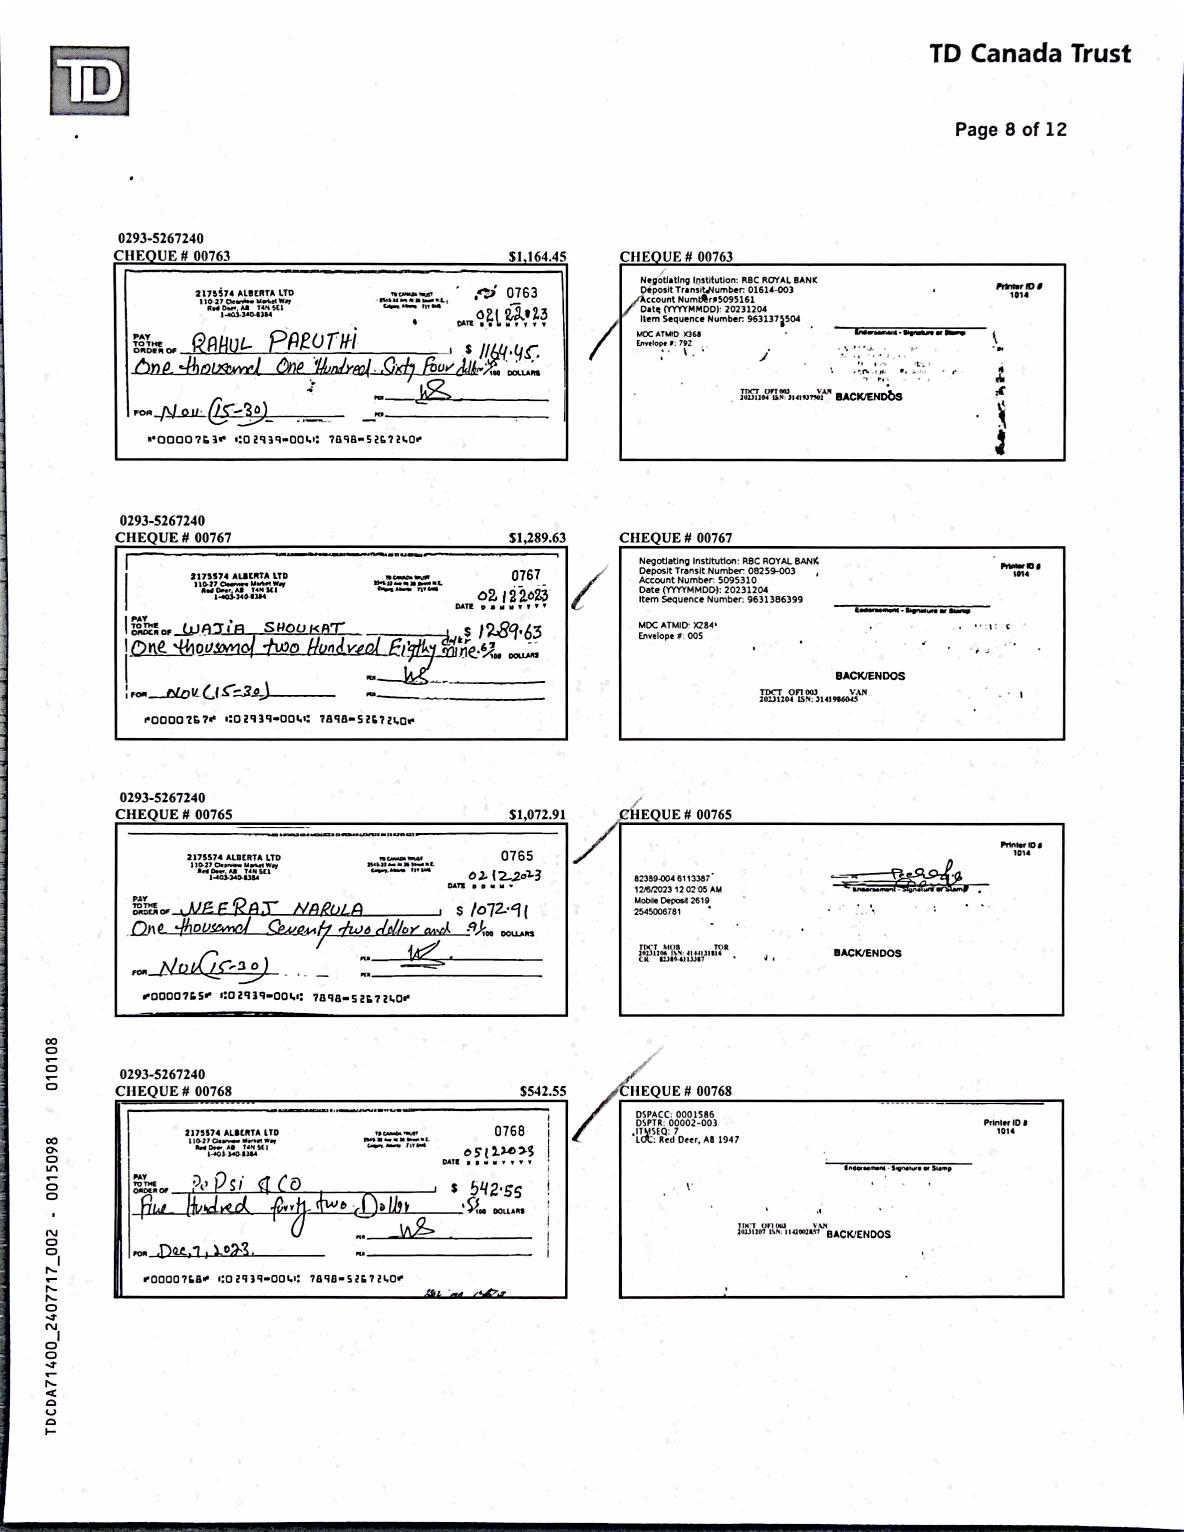 TD
TD Canada Trust
Page 8 of 12
0293-5267240
CHEQUE # 00763 $1,164.45
2175574 ALBERTA LTD
110-27 Clearview Market Way
Red Deer, AB T4N 5E1
1-403-340-8384
TD CANADA TRUST
0763
DATE 02122023
PAY
TO THE
ORDER OF RAHUL PARUTHI $ 1164.45
One thousand One Hundred Sixty Four /100 DOLLARS
PER WS
FOR Nov (15-30) PER
⑈0000763⑈ ⑆02939⑉004⑆ 7898⑉5267240⑈
CHEQUE # 00763
Negotiating Institution: RBC ROYAL BANK
Deposit Transit Number: 01614-003
Account Number: 5095161
Date (YYYYMMDD): 20231204
Item Sequence Number: 9631375504
MDC ATMID: X368
Envelope #: 792
Printer ID #
1014
Endorsement - Signature or Stamp
TDCT OFI 003 VAN
20231204 ISN: 3141937502 BACK/ENDOS
0293-5267240
CHEQUE # 00767 $1,289.63
2175574 ALBERTA LTD
110-27 Clearview Market Way
Red Deer, AB T4N 5E1
1-403-340-8384
TD CANADA TRUST
0767
DATE 02122023
PAY
TO THE
ORDER OF WAJIA SHOUKAT $ 1289.63
One thousand two Hundred Eigthy nine 63/100 DOLLARS
PER WS
FOR Nov (15-30) PER
⑈0000767⑈ ⑆02939⑉004⑆ 7898⑉5267240⑈
CHEQUE # 00767
Negotiating Institution: RBC ROYAL BANK
Deposit Transit Number: 08259-003
Account Number: 5095310
Date (YYYYMMDD): 20231204
Item Sequence Number: 9631386399
MDC ATMID: X284
Envelope #: 005
Printer ID #
1014
Endorsement - Signature or Stamp
BACK/ENDOS
TDCT OFI 003 VAN
20231204 ISN: 3141986045
0293-5267240
CHEQUE # 00765 $1,072.91
2175574 ALBERTA LTD
110-27 Clearview Market Way
Red Deer, AB T4N 5E1
1-403-340-8384
TD CANADA TRUST
0765
DATE 02122023
PAY
TO THE
ORDER OF NEERAJ NARULA $ 1072.91
One thousand Seventy two dollor and 91/100 DOLLARS
PER
FOR Nov (15-30) PER
⑈0000765⑈ ⑆02939⑉004⑆ 7898⑉5267240⑈
CHEQUE # 00765
82389-004 6113387
12/6/2023 12 02 05 AM
Mobile Deposit 2619
2545006781
Printer ID #
1014
Endorsement - Signature or Stamp
TDCT MOB TOR
20231206 ISN: 4144131814
CR 82389-6113387
BACK/ENDOS
0293-5267240
CHEQUE # 00768 $542.55
2175574 ALBERTA LTD
110-27 Clearview Market Way
Red Deer, AB T4N 5E1
1-403-340-8384
TD CANADA TRUST
0768
DATE 05122023
PAY
TO THE
ORDER OF PePsi & CO $ 542.55
Five Hundred forty two Dollor .55/100 DOLLARS
PER WS
FOR Dec, 7, 2023. PER
⑈0000768⑈ ⑆02939⑉004⑆ 7898⑉5267240⑈
CHEQUE # 00768
DSPACC: 0001586
DSPTR: 00002-003
ITMSEQ: 7
LOC: Red Deer, AB 1947
Printer ID #
1014
Endorsement - Signature or Stamp
TDCT OFI 003 VAN
20231207 ISN: 1142002857 BACK/ENDOS
TDCDA71400_2407717_002 - 0015098 010108